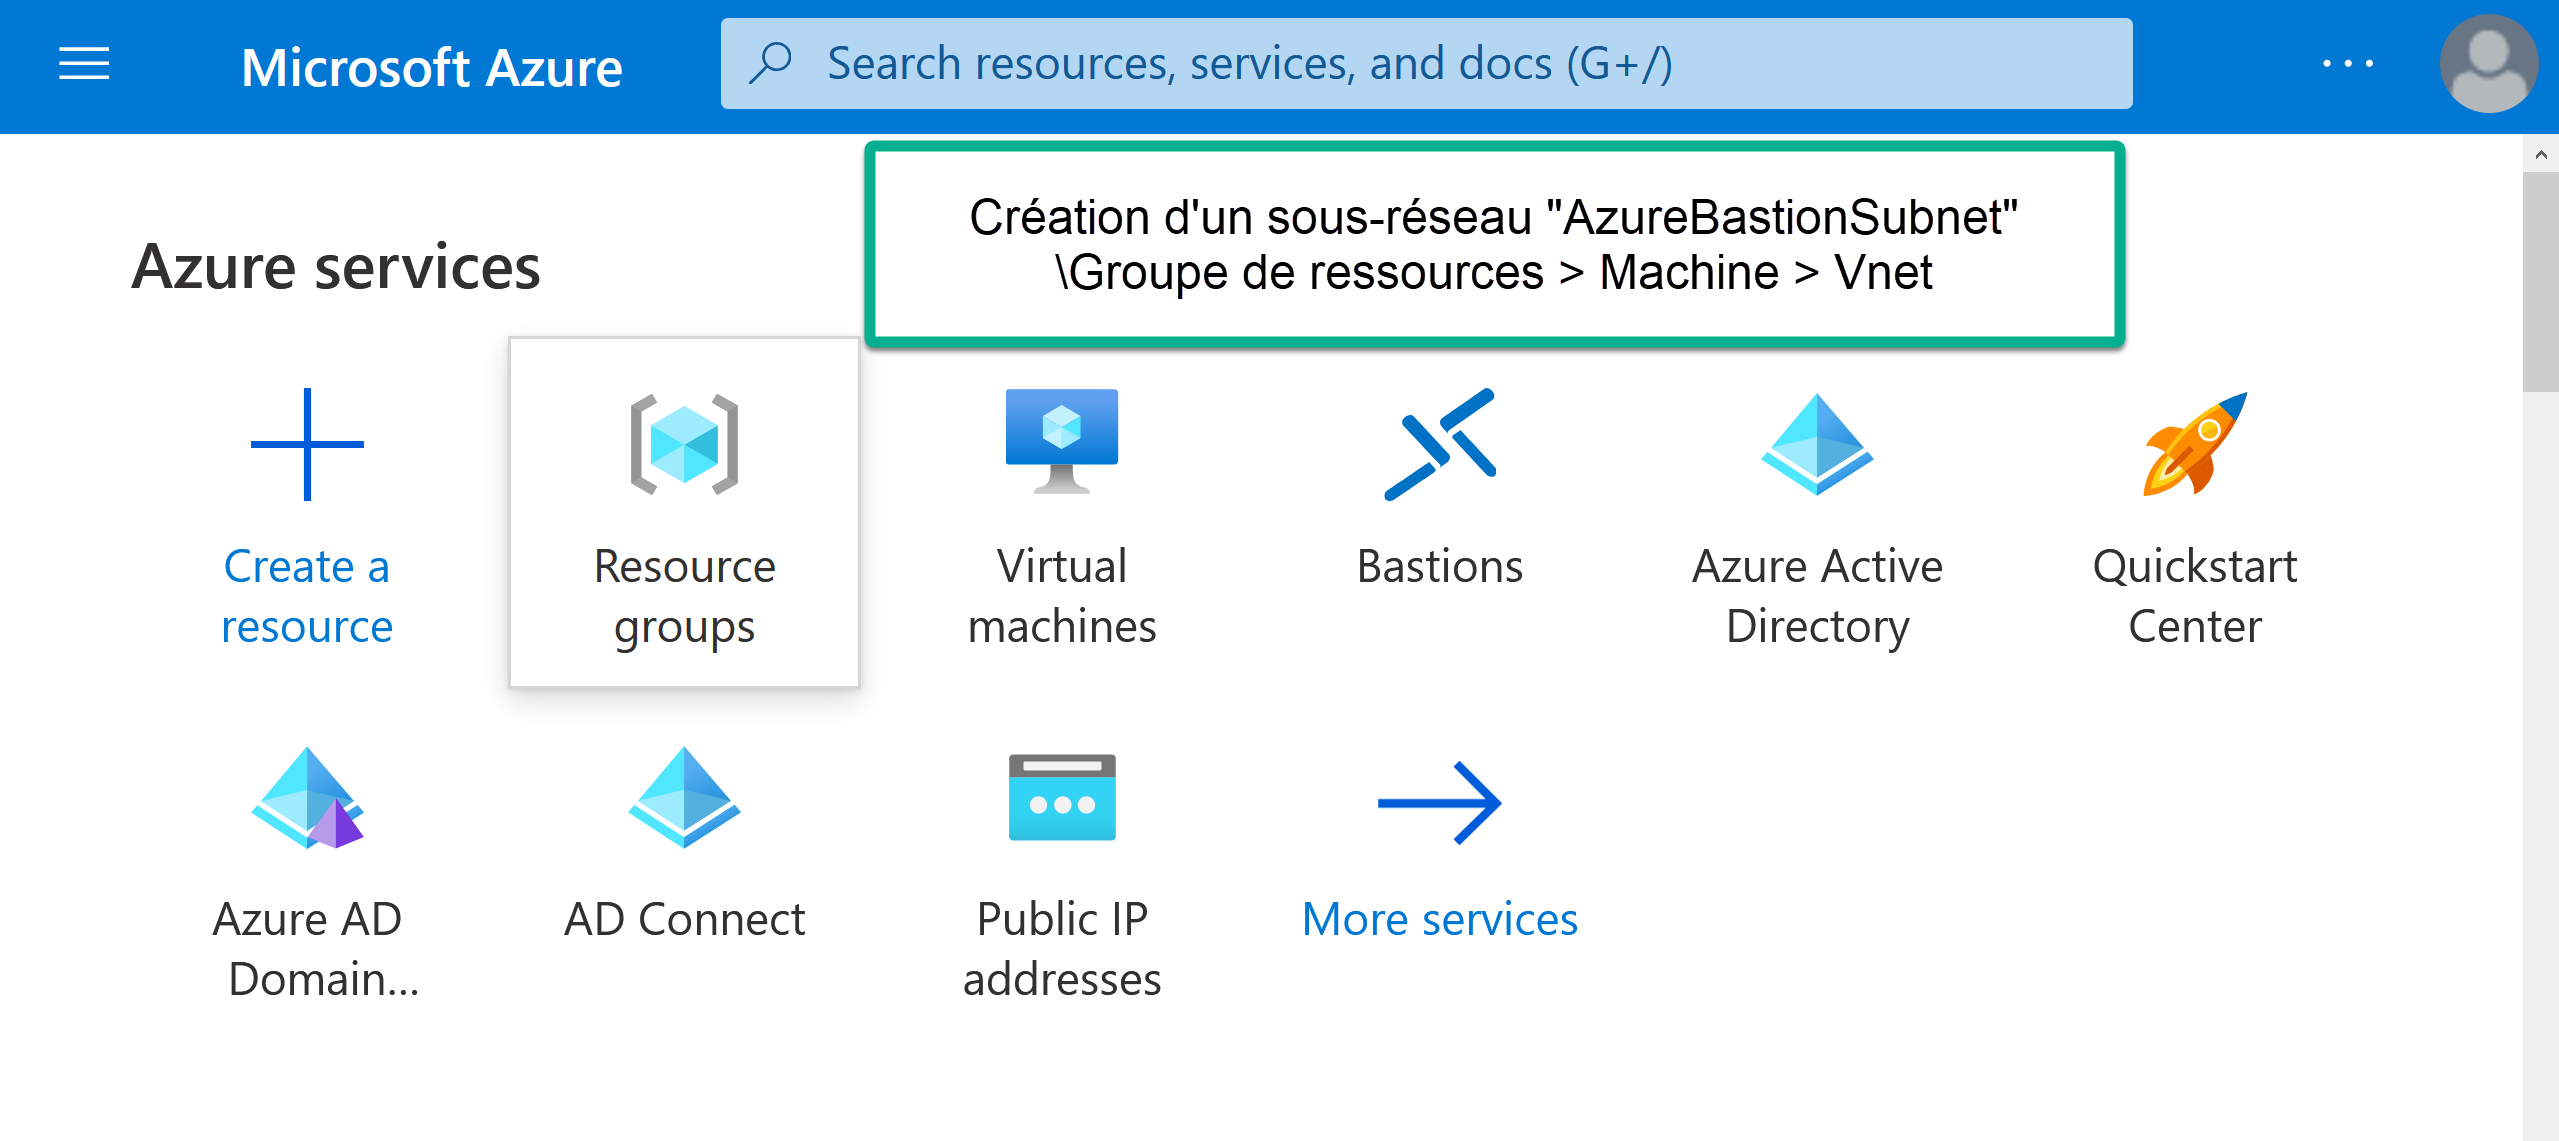 Microsoft Azure
Search resources, services, and docs (G+/)
...
Création d'un sous-réseau "AzureBastionSubnet"
\Groupe de ressources > Machine > Vnet
Azure services
Create a
resource
Resource
groups
Virtual
machines
Bastions
Azure Active
Directory
Quickstart
Center
Azure AD
Domain...
AD Connect
Public IP
addresses
More services